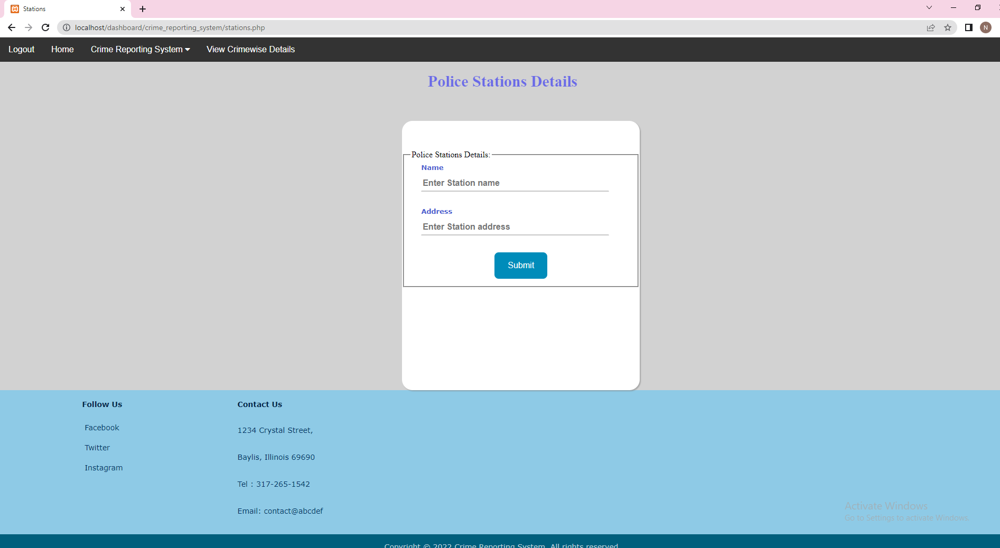 Stations
localhost/dashboard/crime_reporting_system/stations.php
N
Logout Home Crime Reporting System View Crimewise Details
Police Stations Details
Police Stations Details:
Name
Enter Station name
Address
Enter Station address
Submit
Follow Us
Facebook
Twitter
Instagram
Contact Us
1234 Crystal Street,
Baylis, Illinois 69690
Tel : 317-265-1542
Email: contact@abcdef
Activate Windows
Go to Settings to activate Windows.
Copyright © 2022 Crime Reporting System. All rights reserved